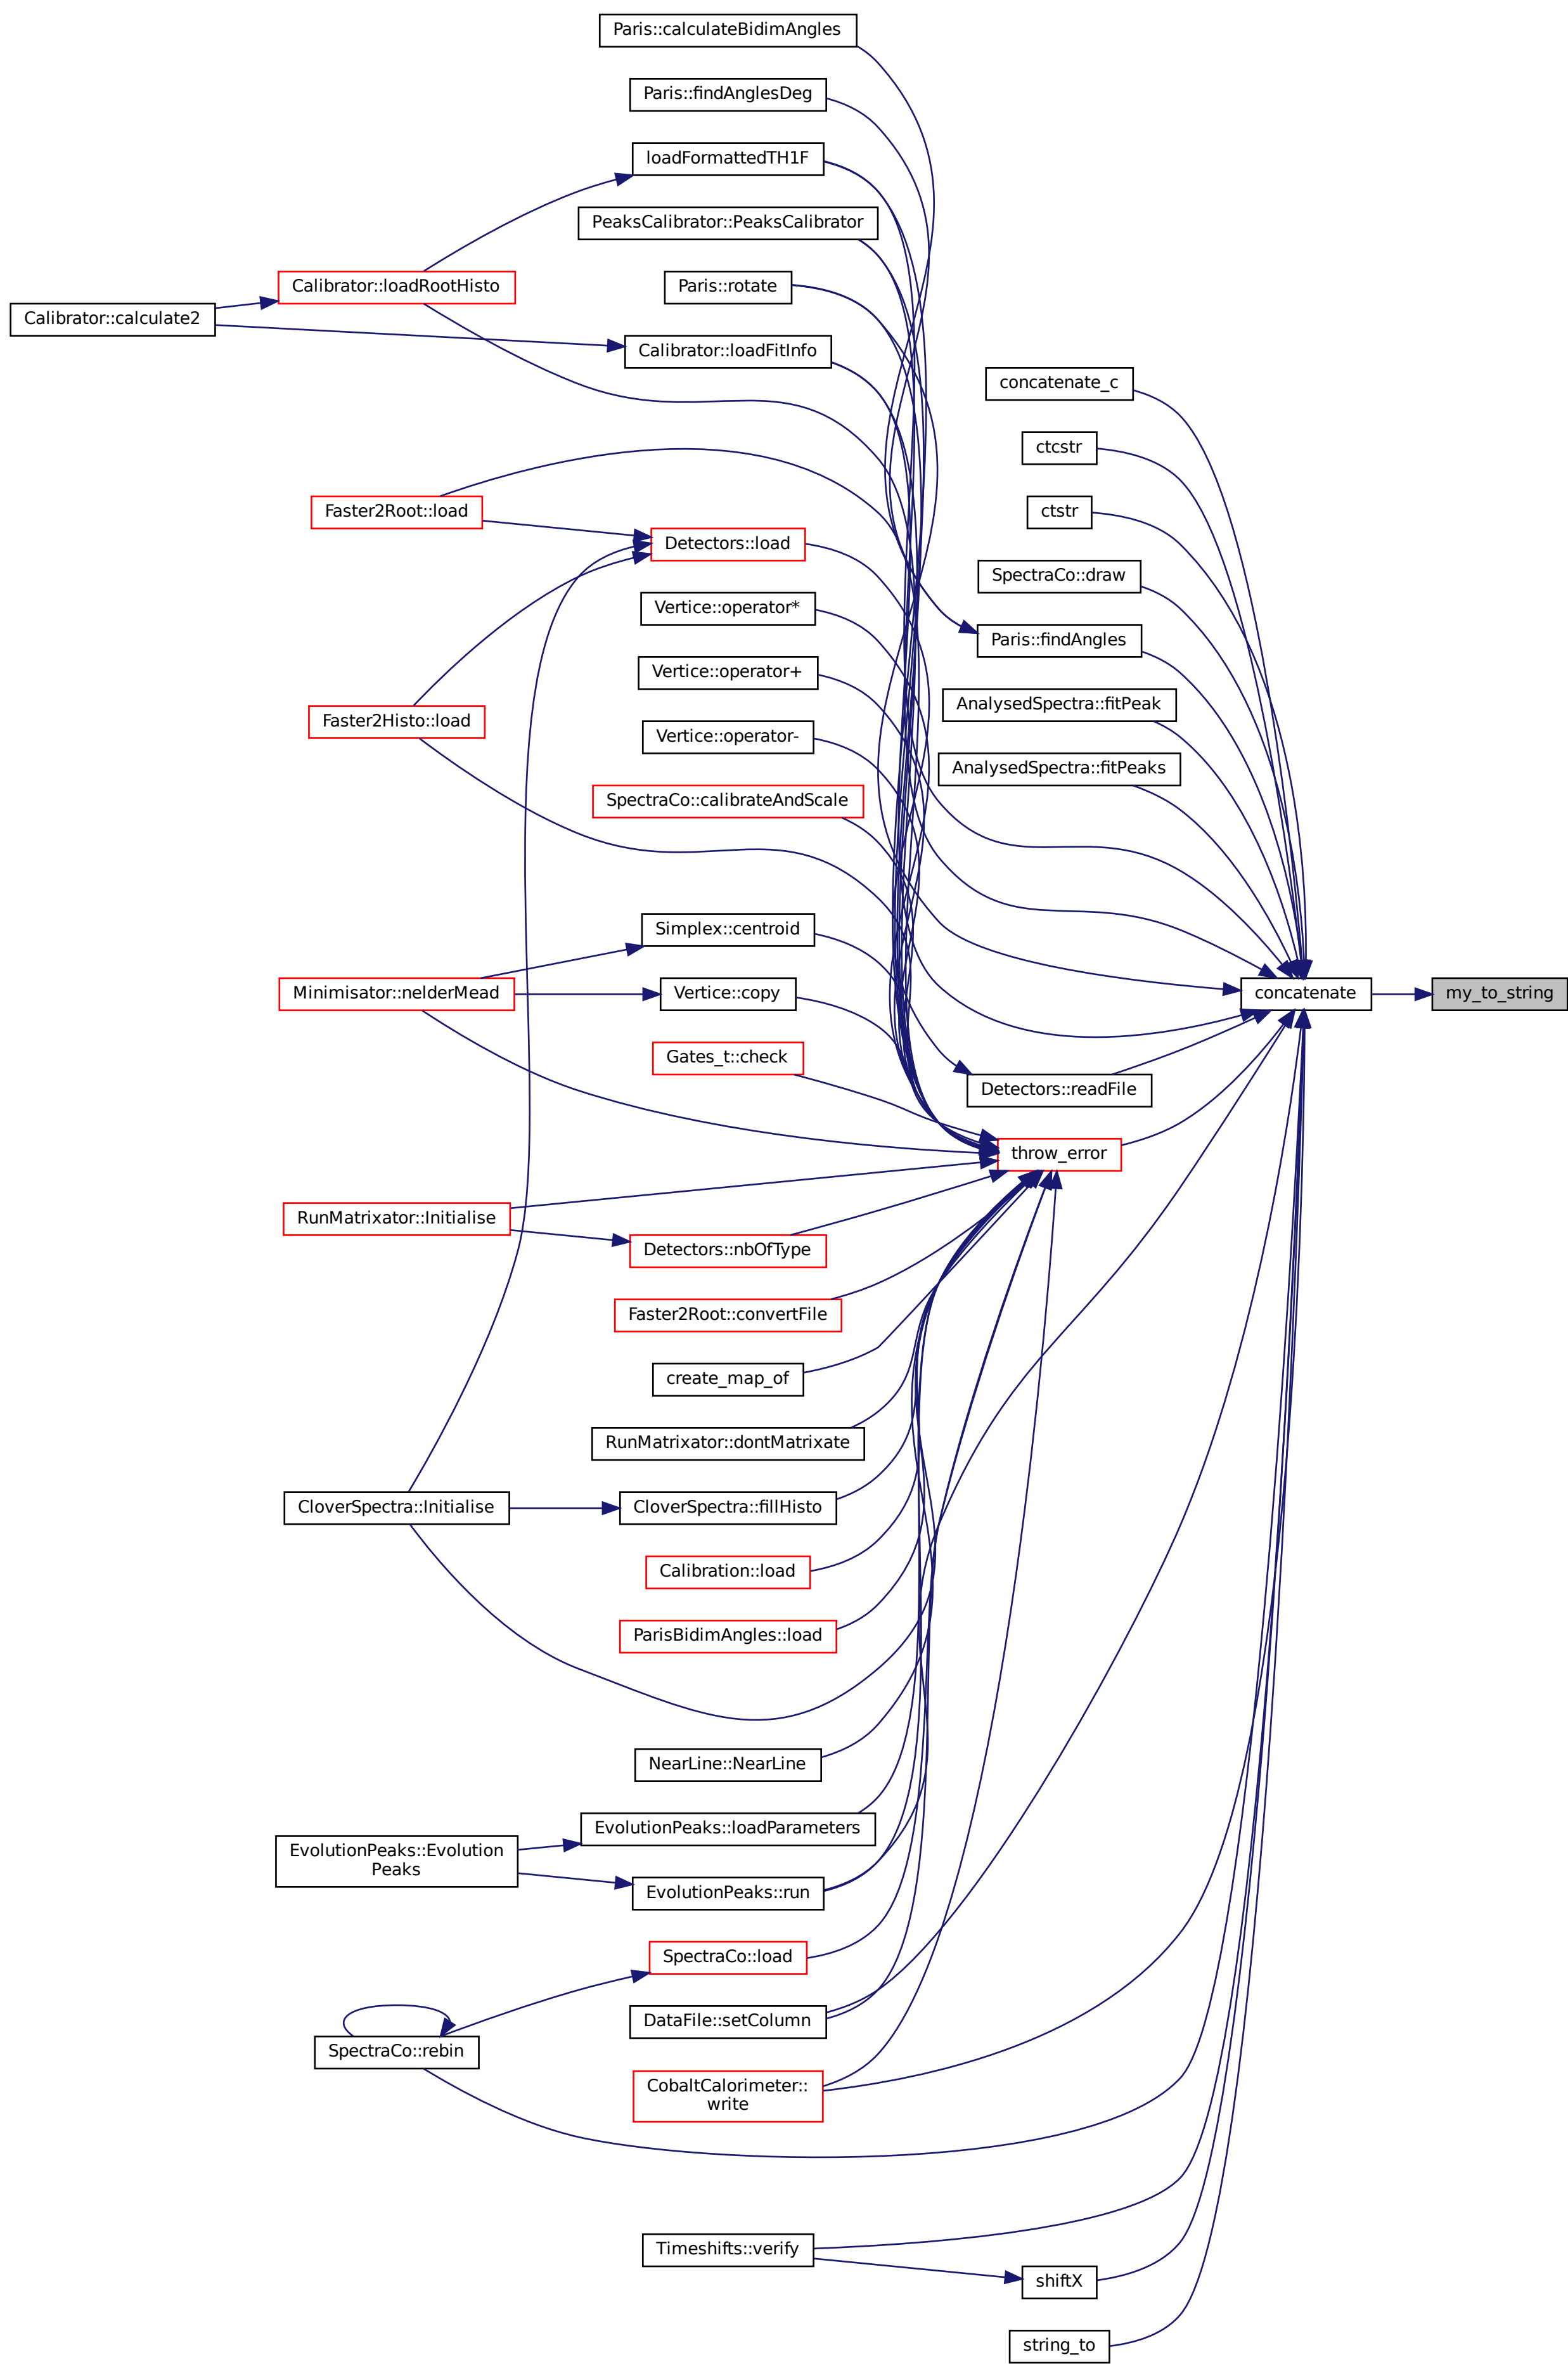 Paris::calculateBidimAngles
Paris::findAnglesDeg
loadFormattedTH1F
PeaksCalibrator::PeaksCalibrator
Paris::rotate
Calibrator::loadRootHisto
Calibrator::calculate2
Calibrator::loadFitInfo
concatenate_c
ctcstr
Faster2Root::load
ctstr
Detectors::load
SpectraCo::draw
Vertice::operator*
Paris::findAngles
Vertice::operator+
AnalysedSpectra::fitPeak
Faster2Histo::load
Vertice::operator-
AnalysedSpectra::fitPeaks
SpectraCo::calibrateAndScale
Simplex::centroid
Minimisator::nelderMead
Vertice::copy
concatenate
my_to_string
Gates_t::check
Detectors::readFile
throw_error
RunMatrixator::Initialise
Detectors::nbOfType
Faster2Root::convertFile
create_map_of
RunMatrixator::dontMatrixate
CloverSpectra::Initialise
CloverSpectra::fillHisto
Calibration::load
ParisBidimAngles::load
NearLine::NearLine
EvolutionPeaks::loadParameters
EvolutionPeaks::Evolution
Peaks
EvolutionPeaks::run
SpectraCo::load
DataFile::setColumn
SpectraCo::rebin
CobaltCalorimeter::
write
Timeshifts::verify
shiftX
string_to